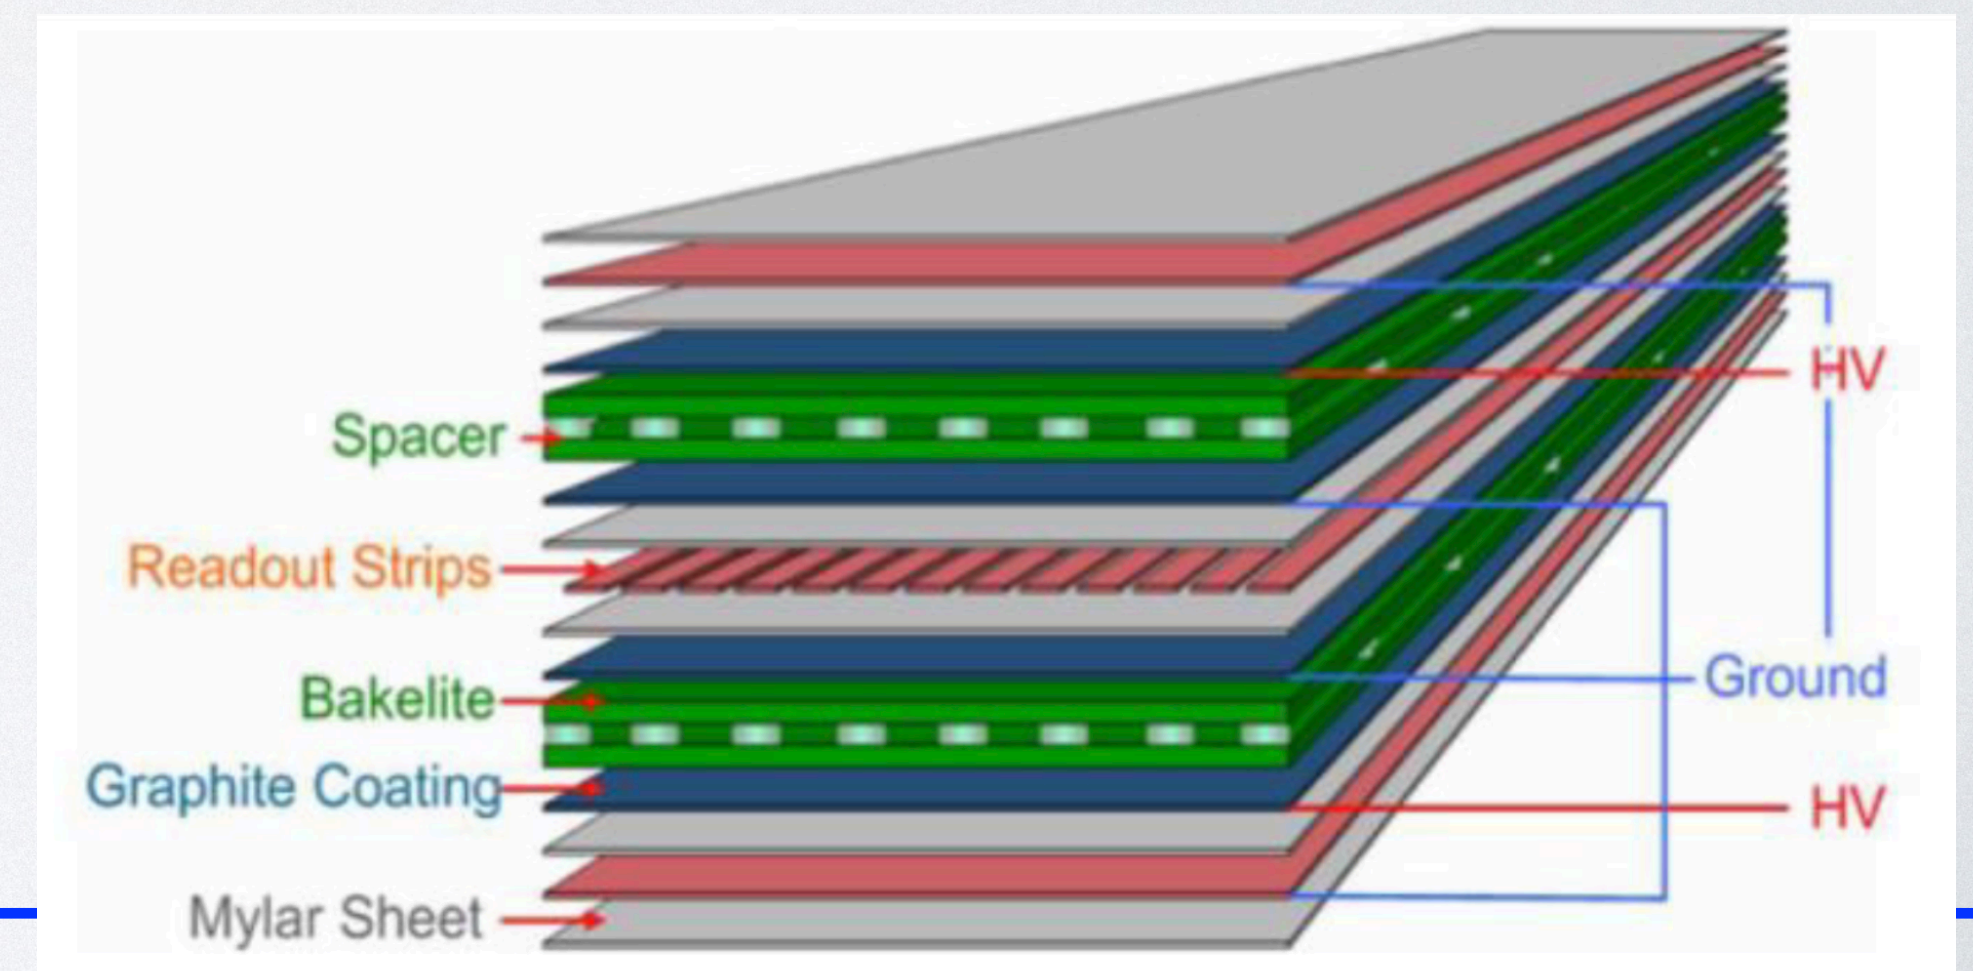 HV
Spacer
Readout Strips
Bakelite
Ground
Graphite Coating
HV
Mylar Sheet